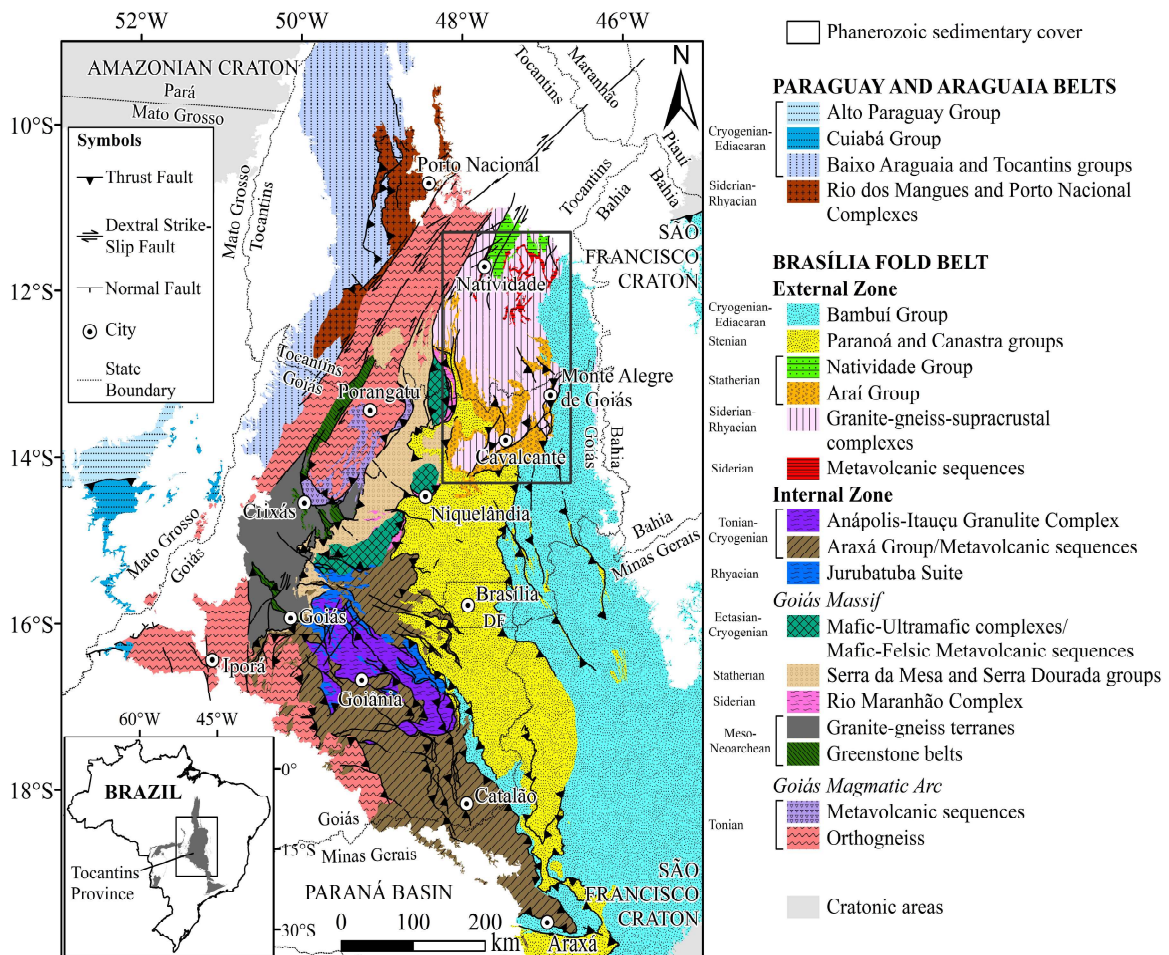 52°W
50°W
48°W
46°W
10°S
12°S
14°S
16°S
18°S
AMAZONIAN CRATON
Pará
Mato Grosso
Symbols
Thrust Fault
Dextral Strike-
Slip Fault
Normal Fault
City
State
Boundary
N
Tocantins
Maranhão
Piauí
Bahia
Tocantins
Bahia
Mato Grosso
Tocantins
Porto Nacional
SÃO
FRANCISCO
CRATON
Natividade
Tocantins
Goiás
Porangatu
Monte Alegre
de Goiás
Cavalcante
Goiás
Bahia
Crixás
Niquelândia
Bahia
Minas Gerais
Mato Grosso
Goiás
Brasília
DF
Goiás
Iporá
Goiânia
Catalão
Goiás
Minas Gerais
PARANÁ BASIN
0
100
200
km
Araxá
SÃO
FRANCISCO
CRATON
60°W
45°W
0°
15°S
30°S
BRAZIL
Tocantins
Province
Phanerozoic sedimentary cover
PARAGUAY AND ARAGUAIA BELTS
Cryogenian-
Ediacaran
Alto Paraguay Group
Cuiabá Group
Baixo Araguaia and Tocantins groups
Siderian-
Rhyacian
Rio dos Mangues and Porto Nacional
Complexes
BRASÍLIA FOLD BELT
External Zone
Cryogenian-
Ediacaran
Bambuí Group
Stenian
Paranoá and Canastra groups
Statherian
Natividade Group
Araí Group
Siderian-
Rhyacian
Granite-gneiss-supracrustal
complexes
Siderian
Metavolcanic sequences
Internal Zone
Tonian-
Cryogenian
Anápolis-Itauçu Granulite Complex
Araxá Group/Metavolcanic sequences
Rhyacian
Jurubatuba Suite
Goiás Massif
Ectasian-
Cryogenian
Mafic-Ultramafic complexes/
Mafic-Felsic Metavolcanic sequences
Statherian
Serra da Mesa and Serra Dourada groups
Siderian
Rio Maranhão Complex
Meso-
Neoarchean
Granite-gneiss terranes
Greenstone belts
Goiás Magmatic Arc
Tonian
Metavolcanic sequences
Orthogneiss
Cratonic areas